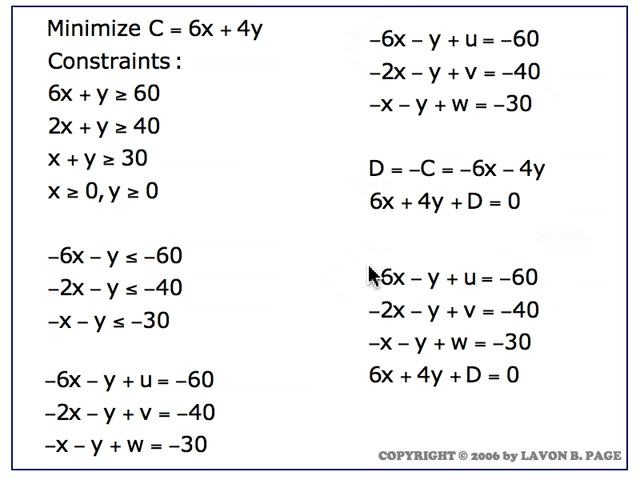 Minimize C = 6x + 4y
Constraints :
6x + y ≥ 60
2x + y ≥ 40
x + y ≥ 30
x ≥ 0, y ≥ 0
–6x – y ≤ –60
–2x – y ≤ –40
–x – y ≤ –30
–6x – y + u = –60
–2x – y + v = –40
–x – y + w = –30
–6x – y + u = –60
–2x – y + v = –40
–x – y + w = –30
D = –C = –6x – 4y
6x + 4y + D = 0
–6x – y + u = –60
–2x – y + v = –40
–x – y + w = –30
6x + 4y + D = 0
COPYRIGHT © 2006 by LAVON B. PAGE